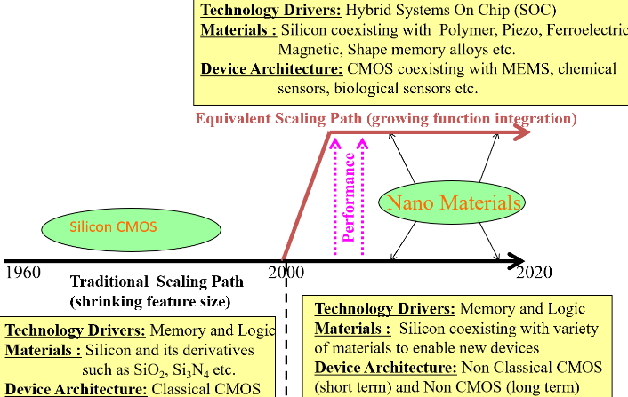 Technology Drivers: Hybrid Systems On Chip (SOC)
Materials : Silicon coexisting with Polymer, Piezo, Ferroelectric
Magnetic, Shape memory alloys etc.
Device Architecture: CMOS coexisting with MEMS, chemical
sensors, biological sensors etc.
Equivalent Scaling Path (growing function integration)
Performance
Nano Materials
Silicon CMOS
1960
2000
2020
Traditional Scaling Path
(shrinking feature size)
Technology Drivers: Memory and Logic
Materials : Silicon and its derivatives
such as SiO2, Si3N4 etc.
Device Architecture: Classical CMOS
Technology Drivers: Memory and Logic
Materials : Silicon coexisting with variety
of materials to enable new devices
Device Architecture: Non Classical CMOS
(short term) and Non CMOS (long term)